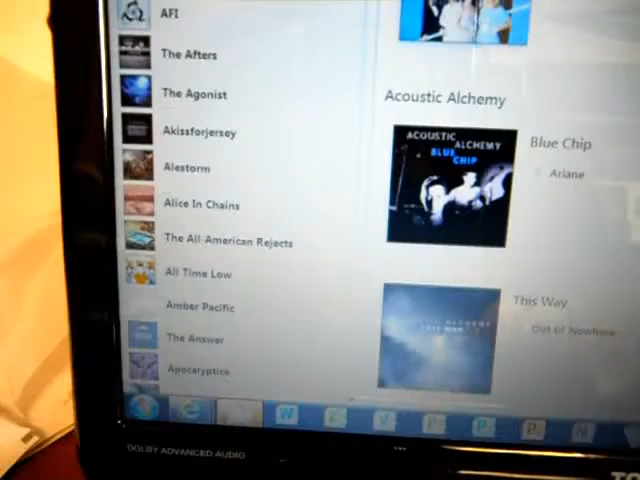 AFI
The Afters
The Agonist
Akissforjersey
Alestorm
Alice In Chains
The All-American Rejects
All Time Low
Amber Pacific
The Answer
Apocalyptica
Acoustic Alchemy
ACOUSTIC ALCHEMY
BLUE CHIP
Blue Chip
Ariane
This Way
Out of Nowhere
DOLBY ADVANCED AUDIO